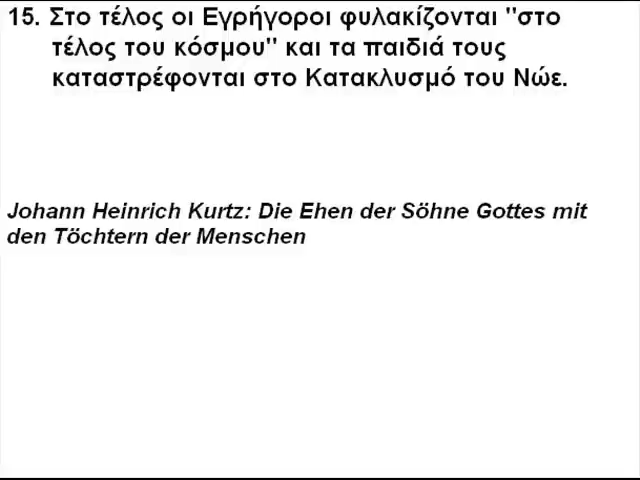 15. Στο τέλος οι Εγρήγοροι φυλακίζονται "στο
τέλος του κόσμου" και τα παιδιά τους
καταστρέφονται στο Κατακλυσμό του Νώε.
Johann Heinrich Kurtz: Die Ehen der Söhne Gottes mit
den Töchtern der Menschen